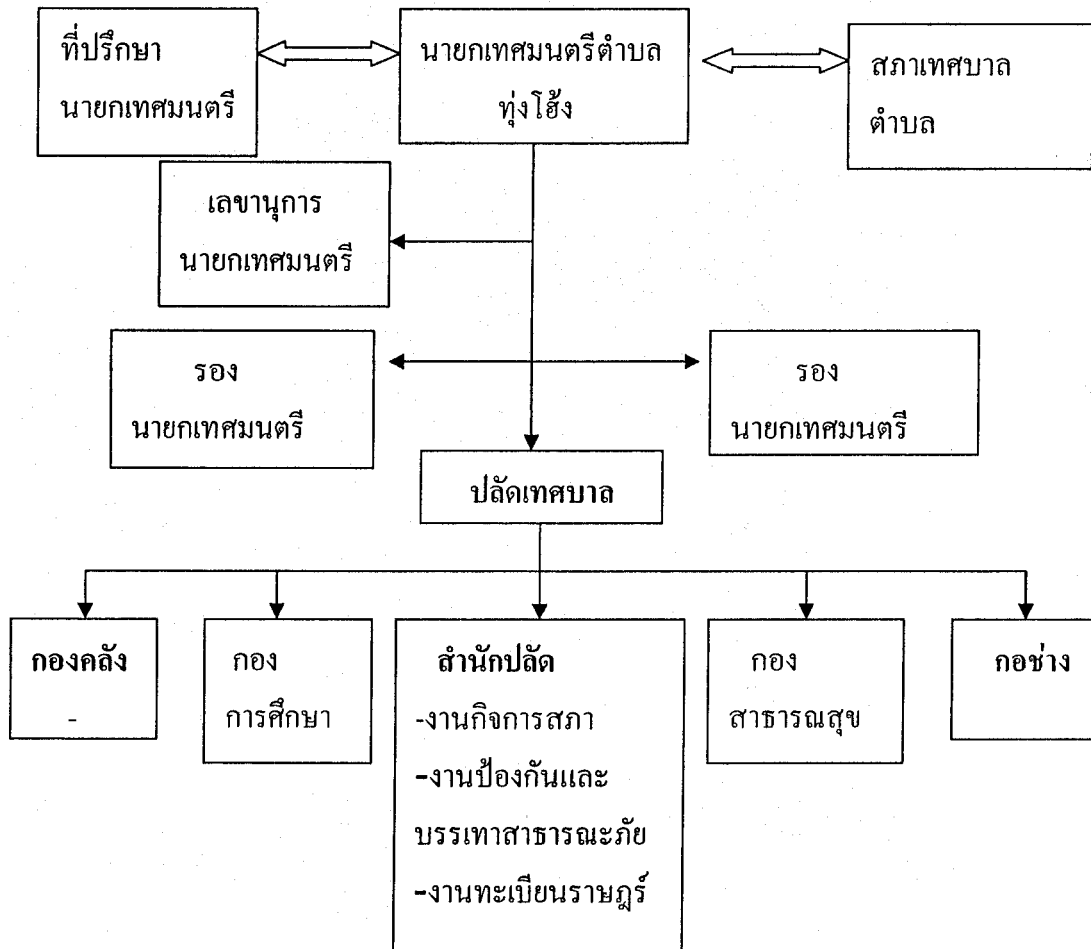 ที่ปรึกษา
นายกเทศมนตรี
นายกเทศมนตรีตำบล
ทุ่งโฮ้ง
สภาเทศบาล
ตำบล
เลขานุการ
นายกเทศมนตรี
รอง
นายกเทศมนตรี
รอง
นายกเทศมนตรี
ปลัดเทศบาล
กองคลัง
-
กอง
การศึกษา
สำนักปลัด
-งานกิจการสภา
-งานป้องกันและ
บรรเทาสาธารณะภัย
-งานทะเบียนราษฎร์
กอง
สาธารณสุข
กอช่าง